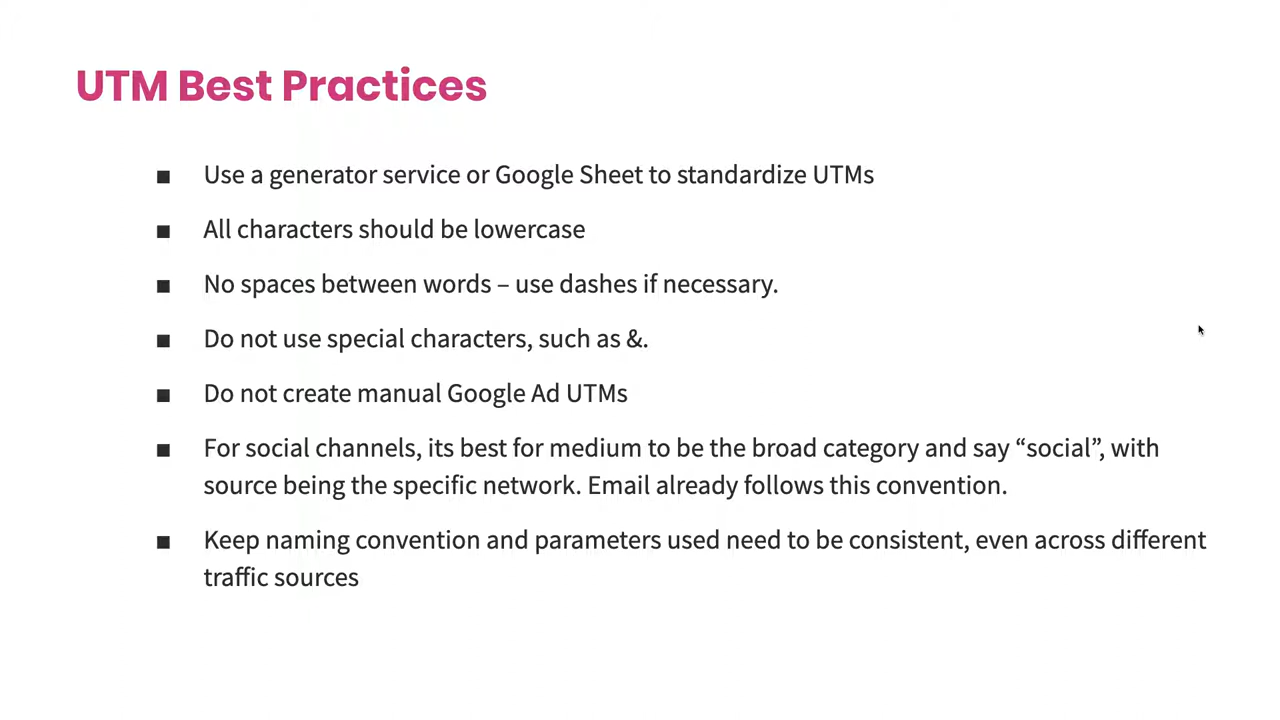 UTM Best Practices
■ Use a generator service or Google Sheet to standardize UTMs
■ All characters should be lowercase
■ No spaces between words – use dashes if necessary.
■ Do not use special characters, such as &.
■ Do not create manual Google Ad UTMs
■ For social channels, its best for medium to be the broad category and say “social”, with
source being the specific network. Email already follows this convention.
■ Keep naming convention and parameters used need to be consistent, even across different
traffic sources